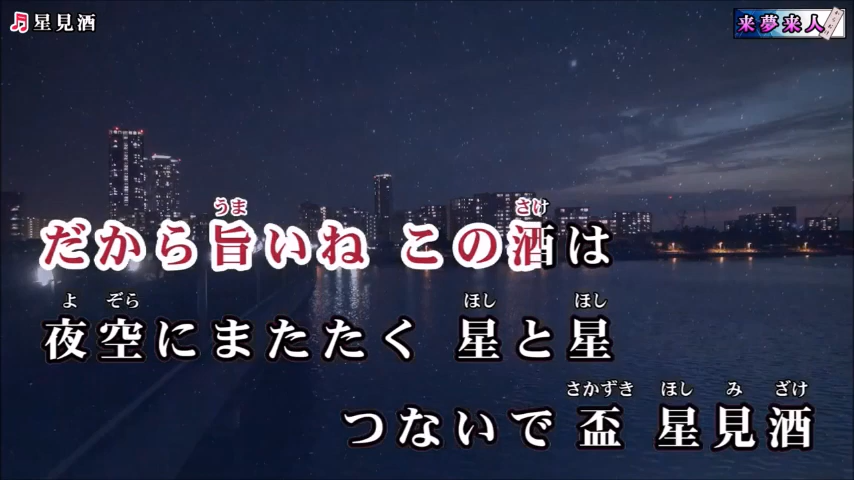 星見酒
来夢来人
だから旨いね この酒は
うま さけ
夜空にまたたく 星と星
よ ぞら ほし ほし
つないで 盃 星見酒
さかずき ほし み ざけ